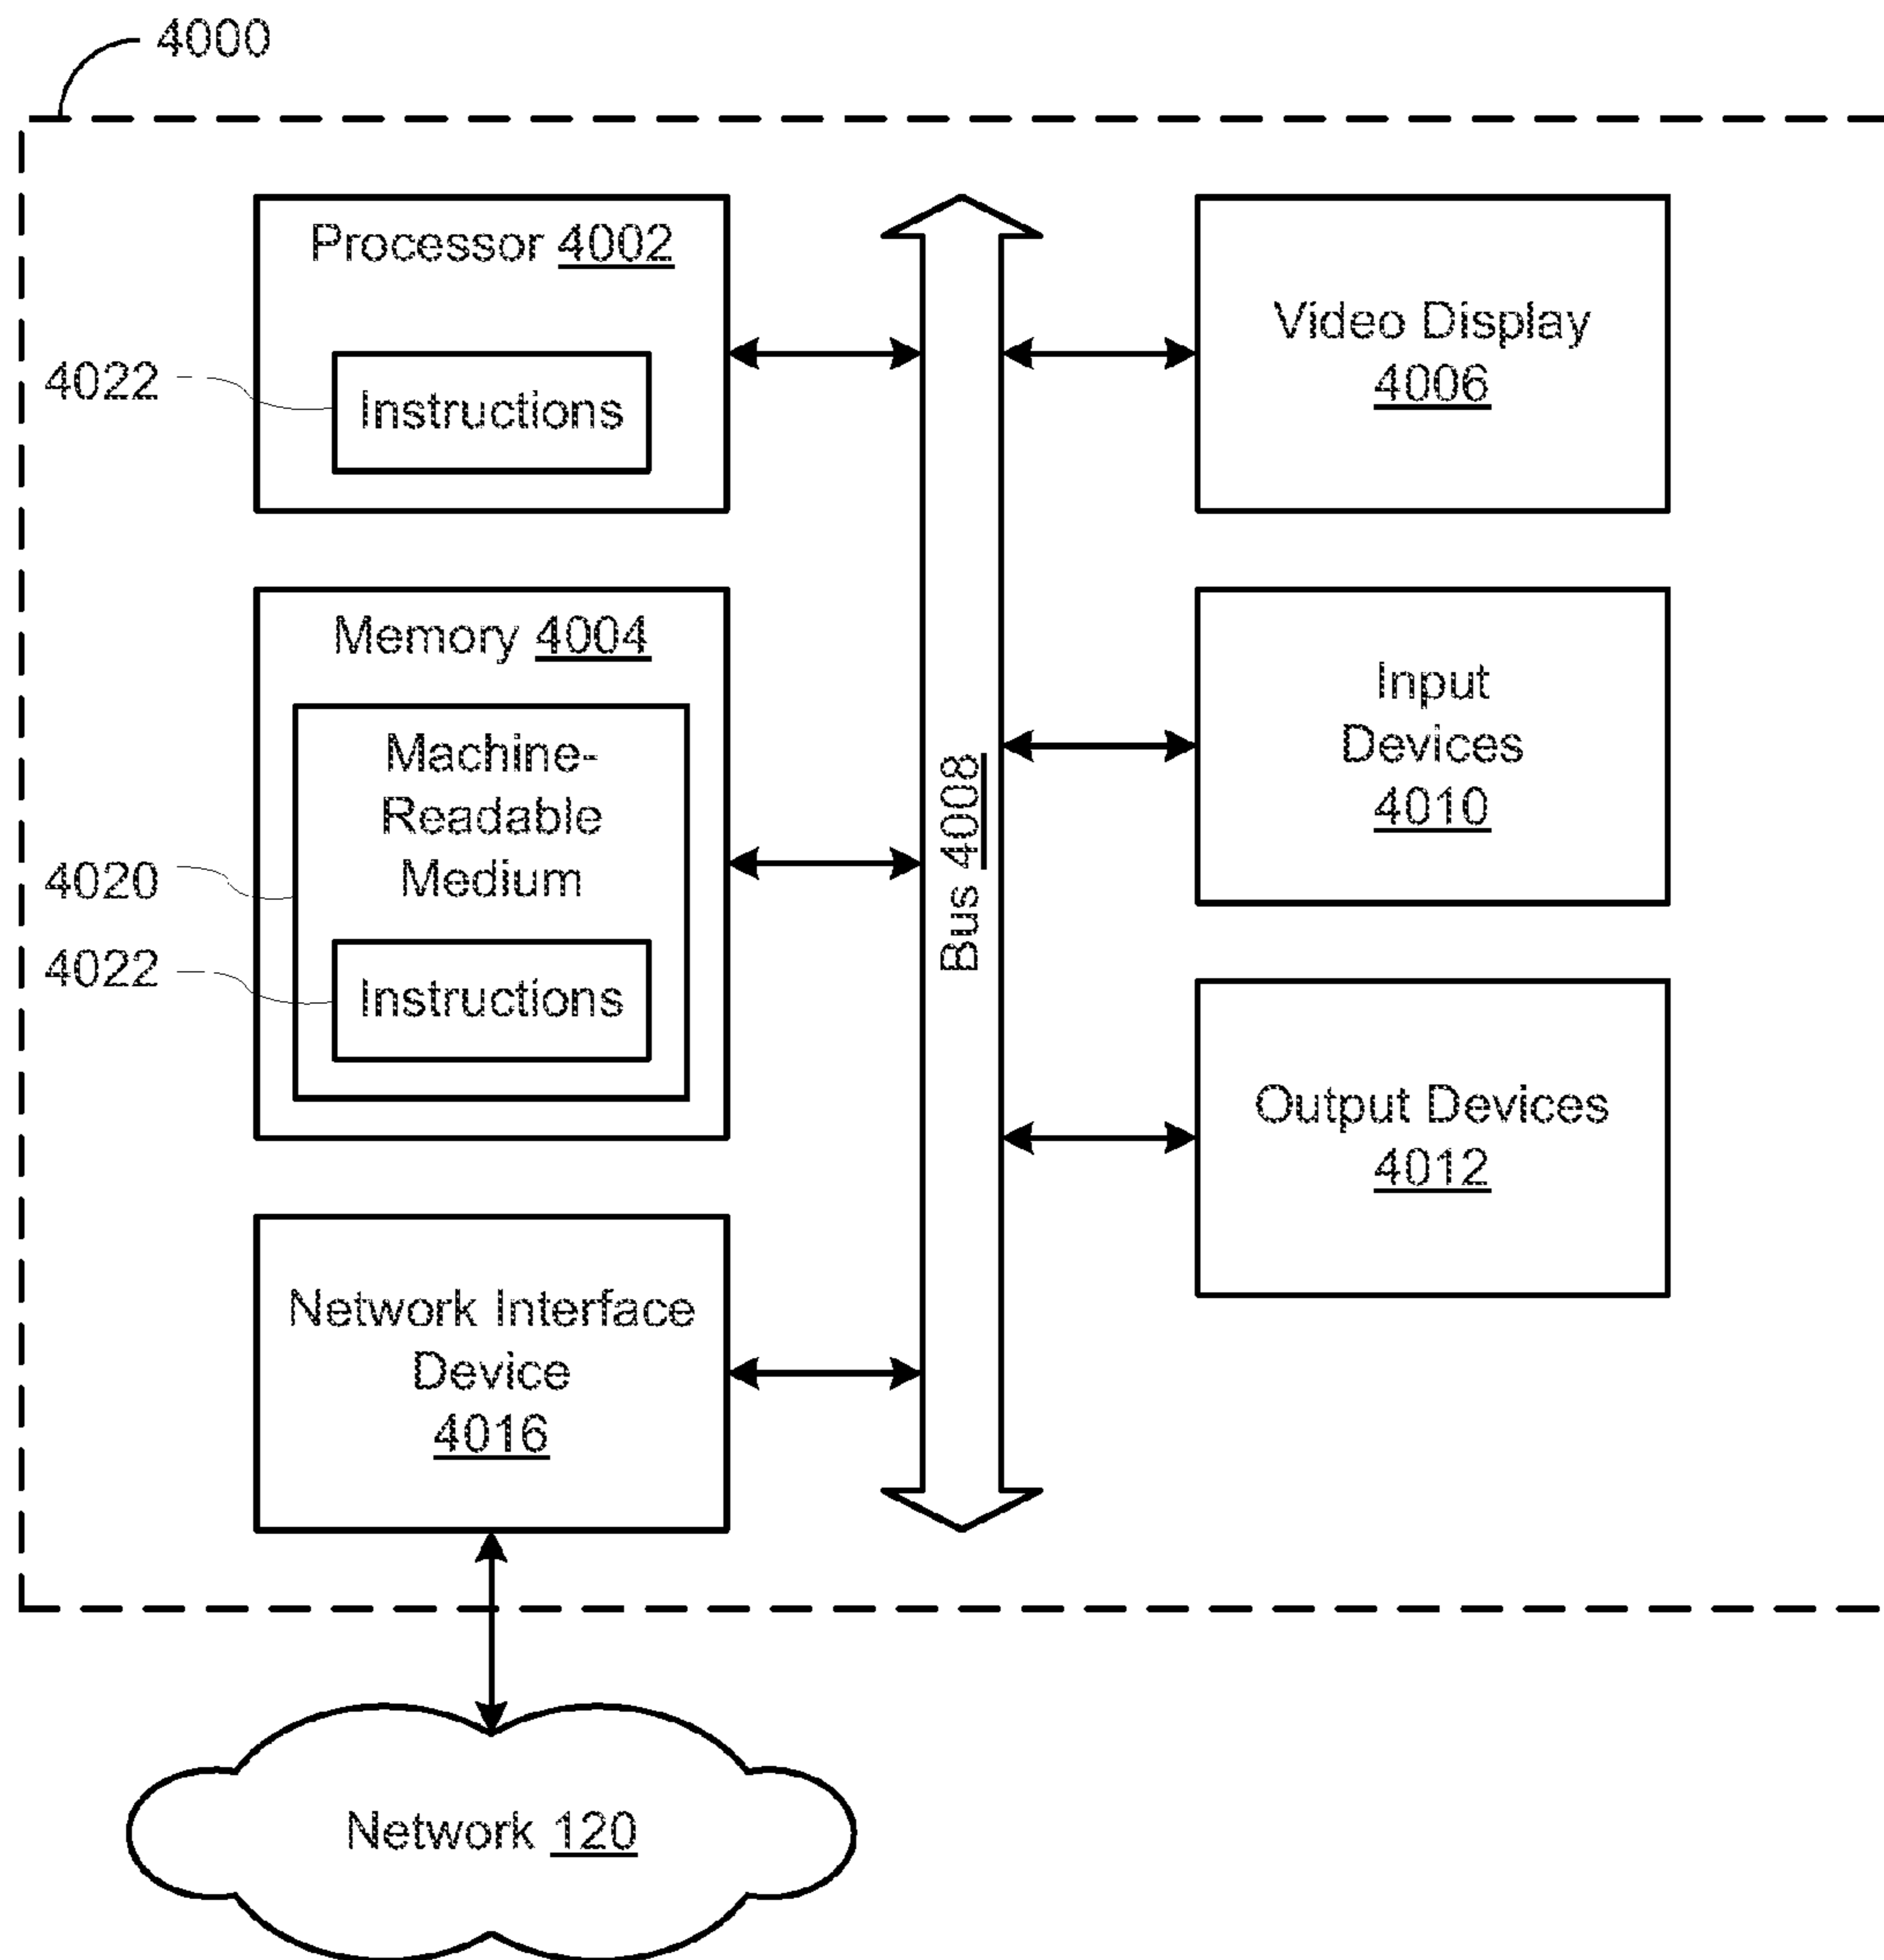 4000
Processor 4002
4022
Instructions
Memory 4004
Machine-
Readable
Medium
4020
4022
Instructions
Network Interface
Device
4016
Bus 4008
Video Display
4006
Input
Devices
4010
Output Devices
4012
Network 120